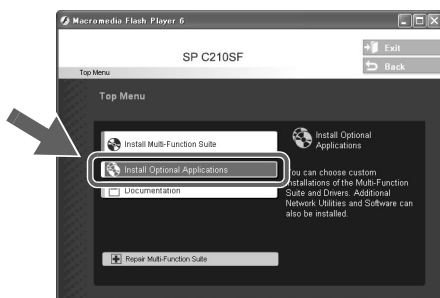 Macromedia Flash Player 6
SP C210SF
Exit
Back
Top Menu
Top Menu
Install Multi-Function Suite
Install Optional Applications
Documentation
Repair Multi-Function Suite
Install Optional
Applications
You can choose custom
installations of the Multi-Function
Suite and Drivers. Additional
Network Utilities and Software can
also be installed.